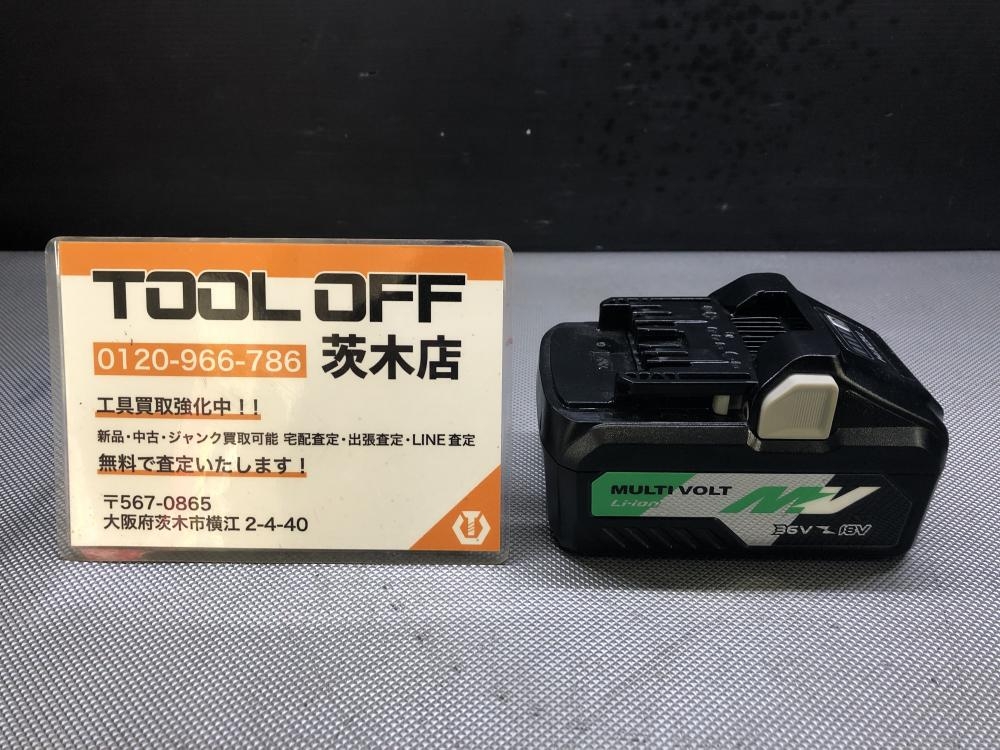 TOOL OFF
0120-966-786 茨木店
工具買取強化中!!
新品・中古・ジャンク買取可能 宅配査定・出張査定・LINE査定
無料で査定いたします!
〒567-0865
大阪府茨木市横江 2-4-40
MULTI VOLT
Li-ion
MV
36V 18V